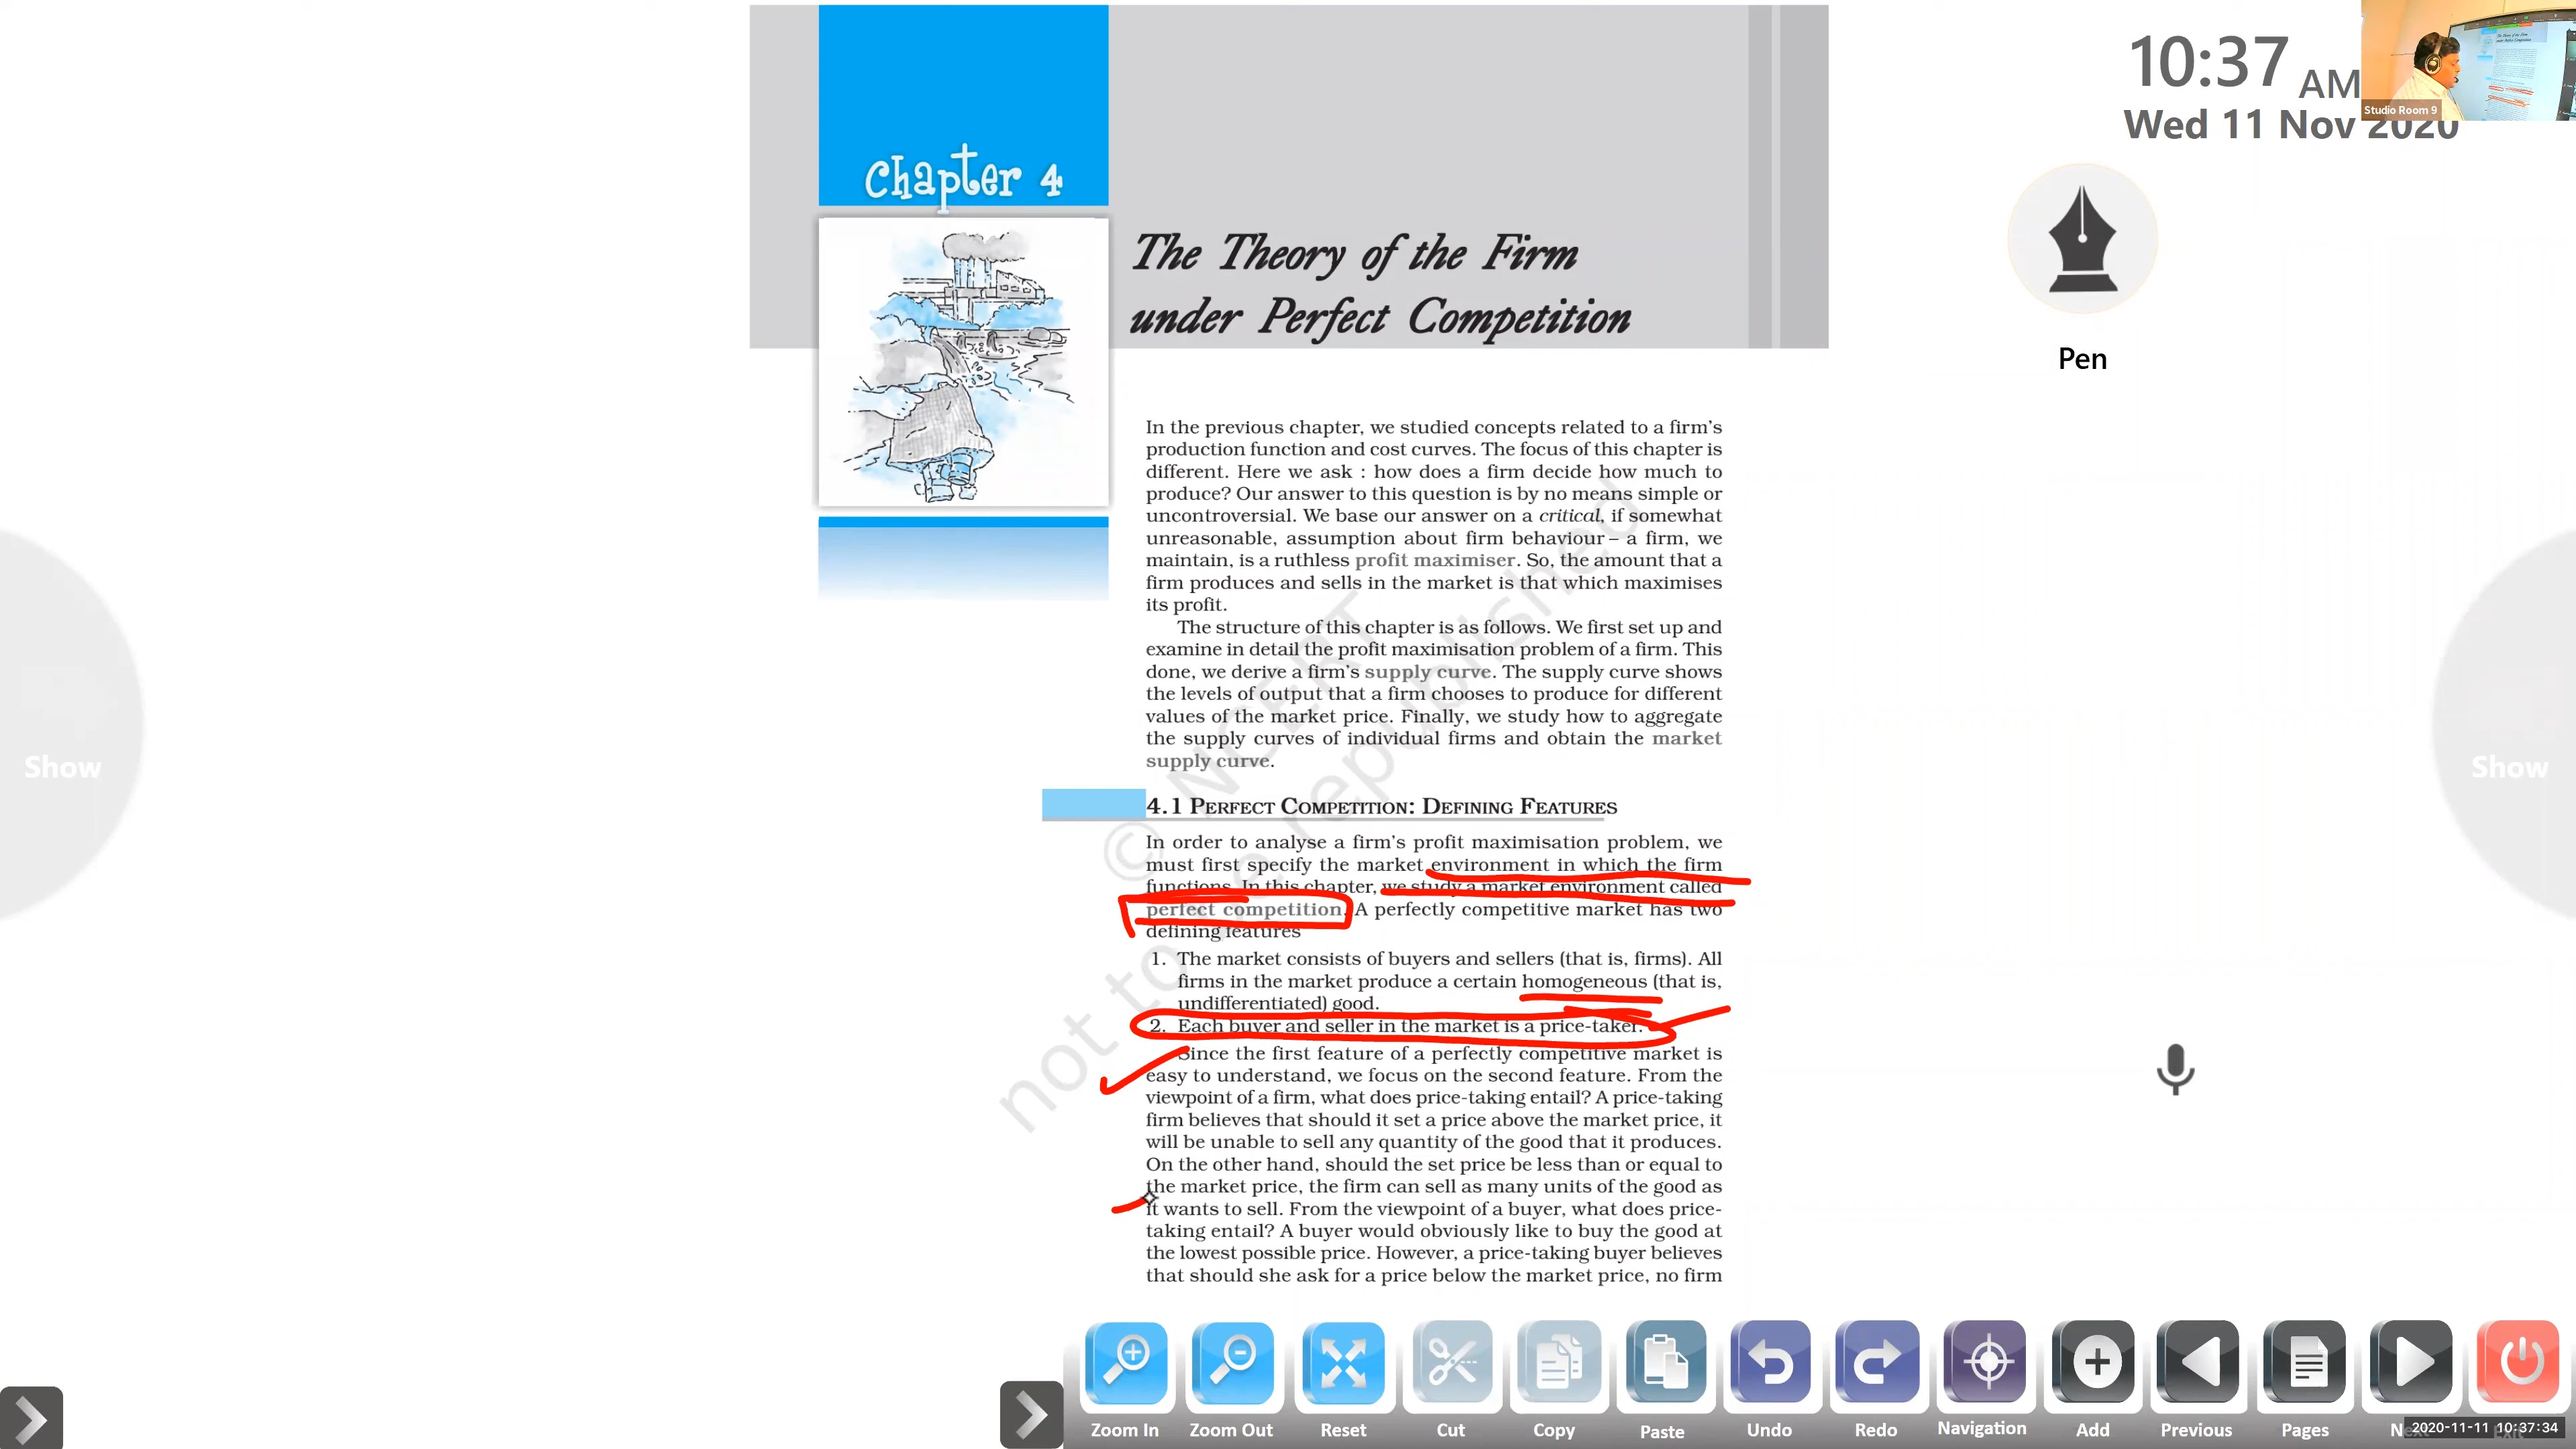 Chapter 4
The Theory of the Firm
under Perfect Competition
In the previous chapter, we studied concepts related to a firm's
production function and cost curves. The focus of this chapter is
different. Here we ask : how does a firm decide how much to
produce? Our answer to this question is by no means simple or
uncontroversial. We base our answer on a critical, if somewhat
unreasonable, assumption about firm behaviour – a firm, we
maintain, is a ruthless profit maximiser. So, the amount that a
firm produces and sells in the market is that which maximises
its profit.
The structure of this chapter is as follows. We first set up and
examine in detail the profit maximisation problem of a firm. This
done, we derive a firm's supply curve. The supply curve shows
the levels of output that a firm chooses to produce for different
values of the market price. Finally, we study how to aggregate
the supply curves of individual firms and obtain the market
supply curve.
4.1 PERFECT COMPETITION: DEFINING FEATURES
In order to analyse a firm's profit maximisation problem, we
must first specify the market environment in which the firm
functions. In this chapter, we study a market environment called
perfect competition. A perfectly competitive market has two
defining features
1. The market consists of buyers and sellers (that is, firms). All
firms in the market produce a certain homogeneous (that is,
undifferentiated) good.
2. Each buyer and seller in the market is a price-taker.
Since the first feature of a perfectly competitive market is
easy to understand, we focus on the second feature. From the
viewpoint of a firm, what does price-taking entail? A price-taking
firm believes that should it set a price above the market price, it
will be unable to sell any quantity of the good that it produces.
On the other hand, should the set price be less than or equal to
the market price, the firm can sell as many units of the good as
it wants to sell. From the viewpoint of a buyer, what does price-
taking entail? A buyer would obviously like to buy the good at
the lowest possible price. However, a price-taking buyer believes
that should she ask for a price below the market price, no firm
© NCERT
not to be republished
10:37 AM
Wed 11 Nov 2020
Studio Room 9
Pen
Show
Show
Zoom In Zoom Out Reset Cut Copy Paste Undo Redo Navigation Add Previous Pages
2020-11-11 10:37:34